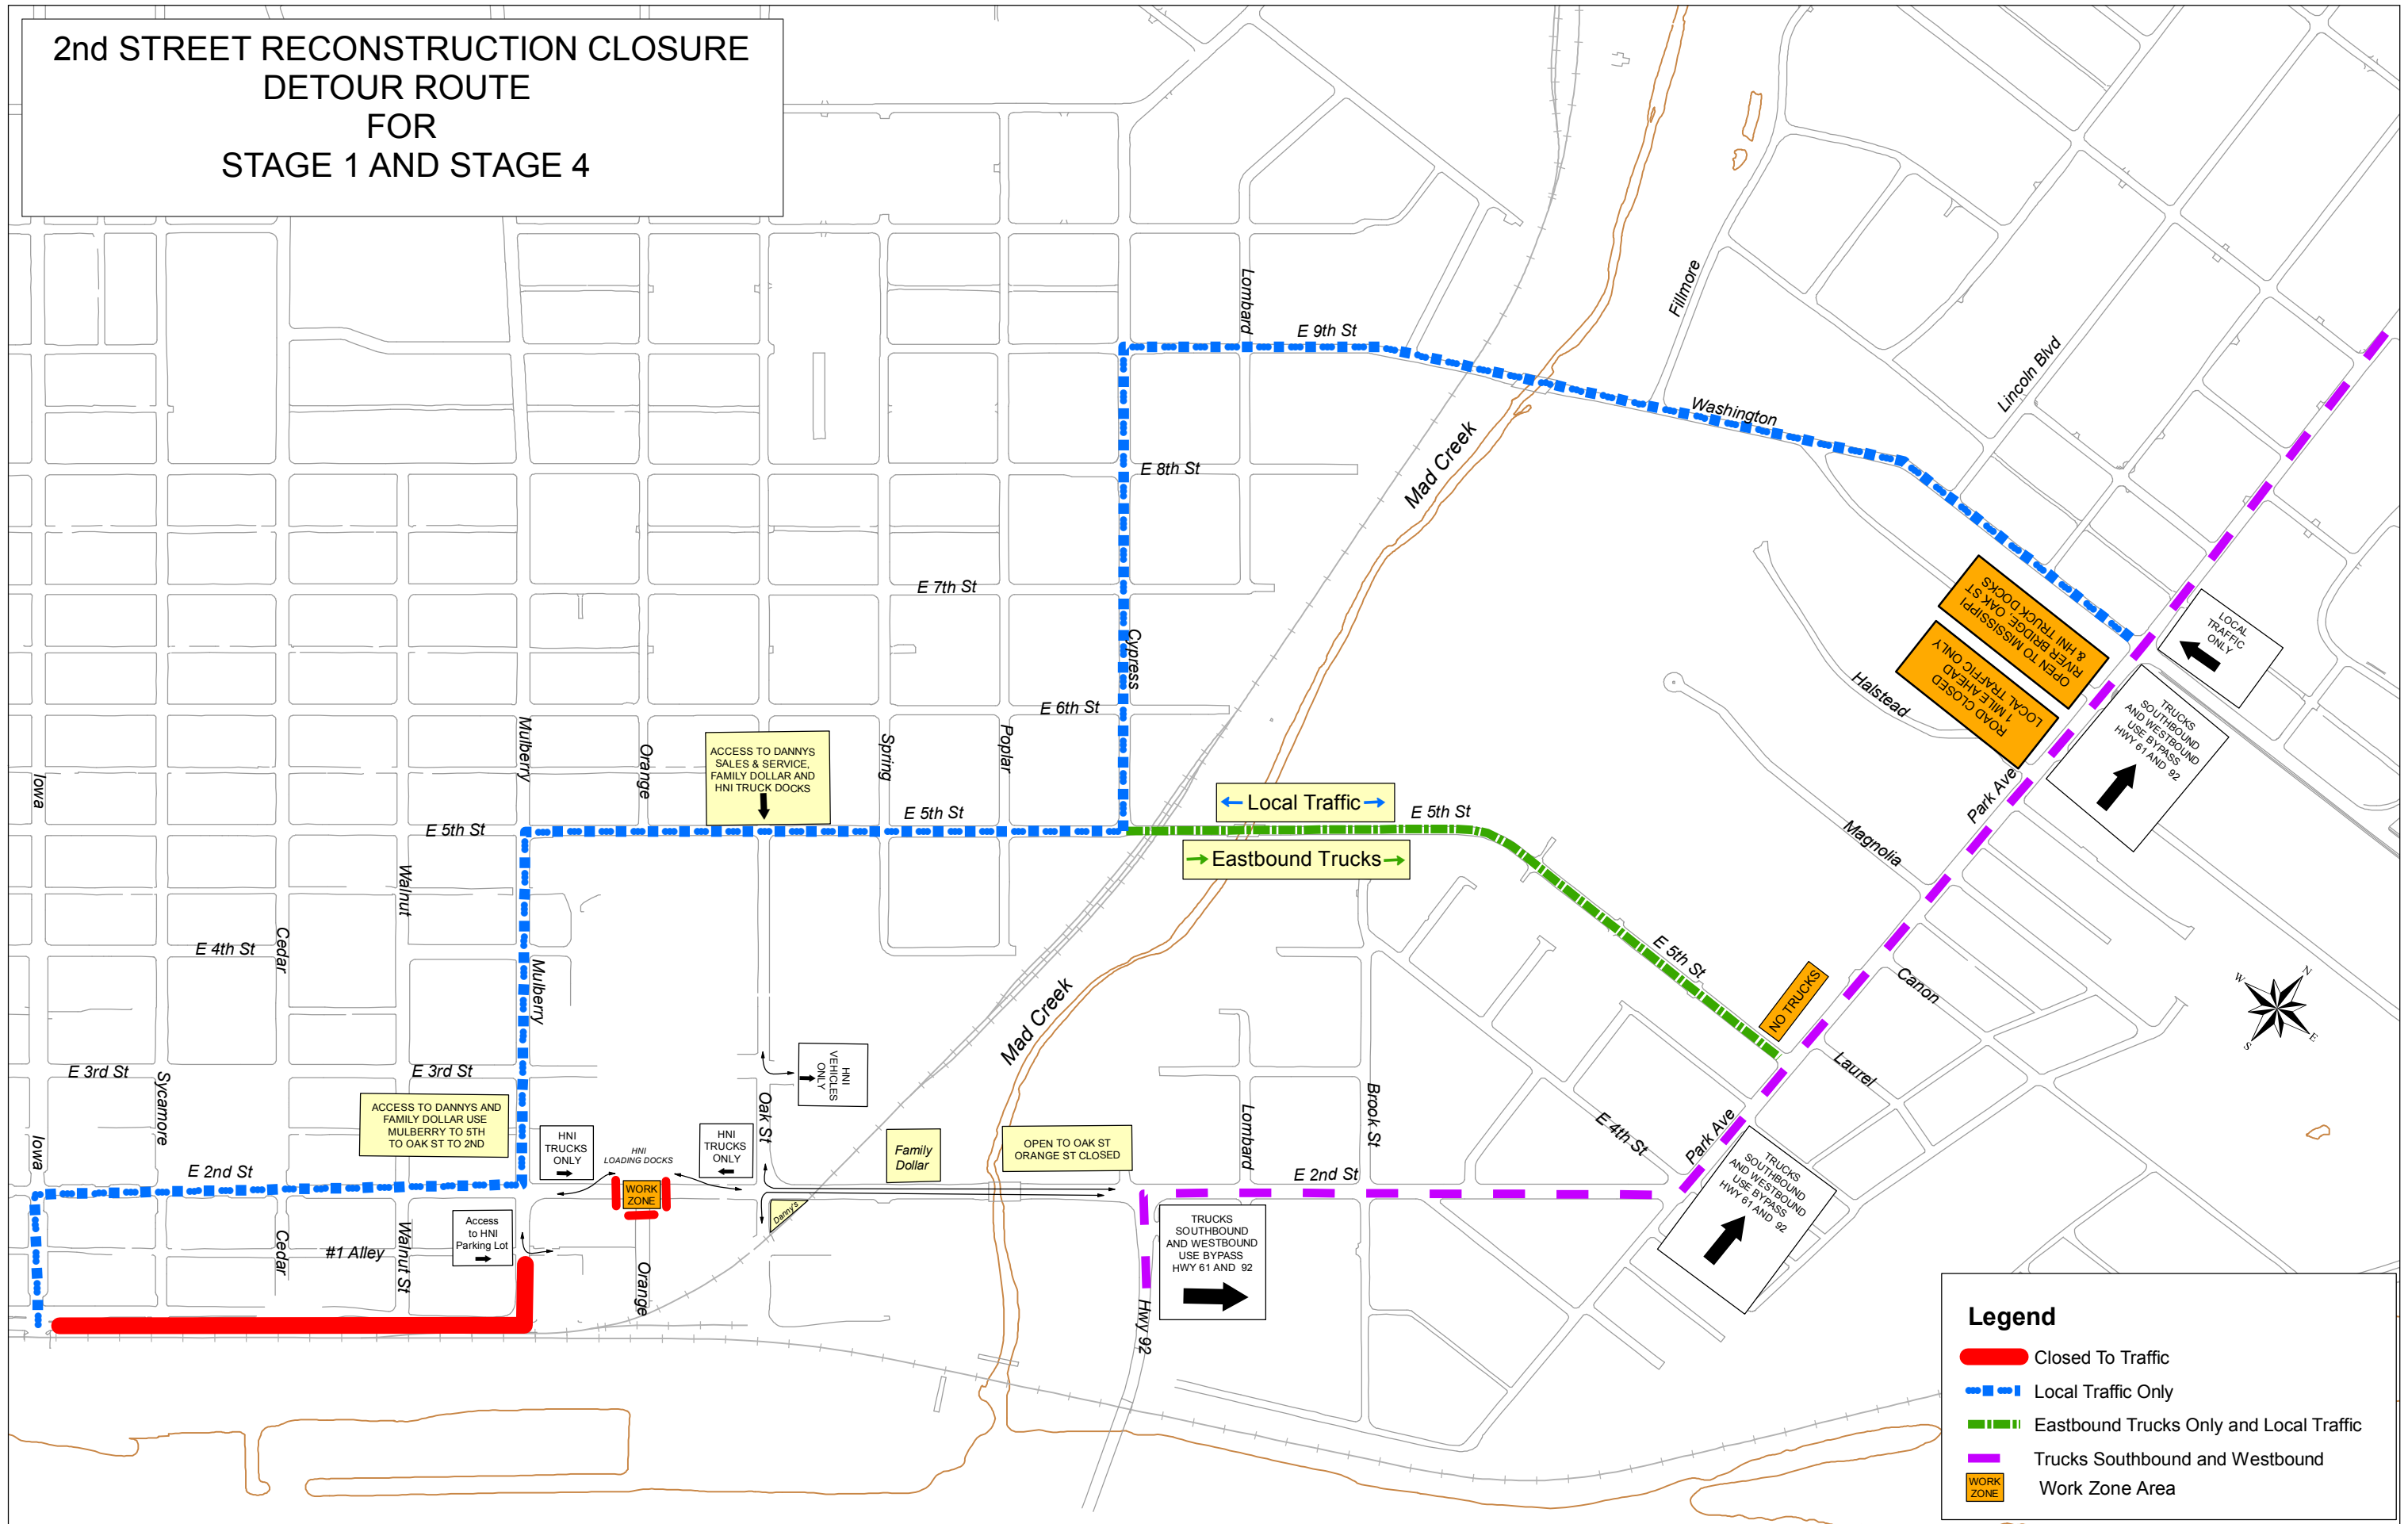 2nd STREET RECONSTRUCTION CLOSURE
DETOUR ROUTE
FOR
STAGE 1 AND STAGE 4
Lombard
E 9th St
Fillmore
Lincoln Blvd
Washington
Mad Creek
E 8th St
E 7th St
Cypress
E 6th St
OPEN TO MISSISSIPPI
RIVER BRIDGE, OAK ST
& HNI TRUCK DOCKS
ROAD CLOSED
1 MILE AHEAD
LOCAL TRAFFIC ONLY
LOCAL
TRAFFIC
ONLY
TRUCKS
SOUTHBOUND
AND WESTBOUND
USE BYPASS
HWY 61 AND 92
Halstead
Park Ave
Magnolia
Iowa
Mulberry
Orange
ACCESS TO DANNYS
SALES & SERVICE,
FAMILY DOLLAR AND
HNI TRUCK DOCKS
Spring
Poplar
E 5th St
E 5th St
Local Traffic
E 5th St
Eastbound Trucks
Walnut
E 4th St
Cedar
Mulberry
E 5th St
NO TRUCKS
Canon
Laurel
N
W
E
S
Mad Creek
E 3rd St
Sycamore
E 3rd St
HNI
VEHICLES
ONLY
Oak St
Iowa
ACCESS TO DANNYS AND
FAMILY DOLLAR USE
MULBERRY TO 5TH
TO OAK ST TO 2ND
HNI
TRUCKS
ONLY
HNI
LOADING DOCKS
HNI
TRUCKS
ONLY
Family
Dollar
OPEN TO OAK ST
ORANGE ST CLOSED
Lombard
Brook St
E 4th St
Park Ave
E 2nd St
WORK
ZONE
E 2nd St
Danny's
TRUCKS
SOUTHBOUND
AND WESTBOUND
USE BYPASS
HWY 61 AND 92
TRUCKS
SOUTHBOUND
AND WESTBOUND
USE BYPASS
HWY 61 AND 92
Cedar
#1 Alley
Walnut St
Access
to HNI
Parking Lot
Orange
Hwy 92
Legend
Closed To Traffic
Local Traffic Only
Eastbound Trucks Only and Local Traffic
Trucks Southbound and Westbound
WORK
ZONE
Work Zone Area